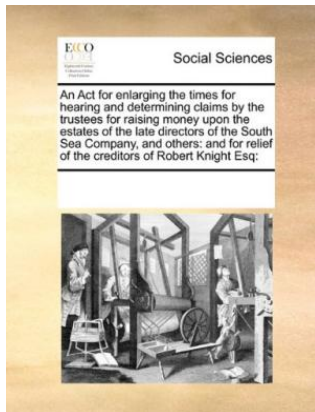 ECCO
Social Sciences
An Act for enlarging the times for
hearing and determining claims by the
trustees for raising money upon the
estates of the late directors of the South
Sea Company, and others: and for relief
of the creditors of Robert Knight Esq: